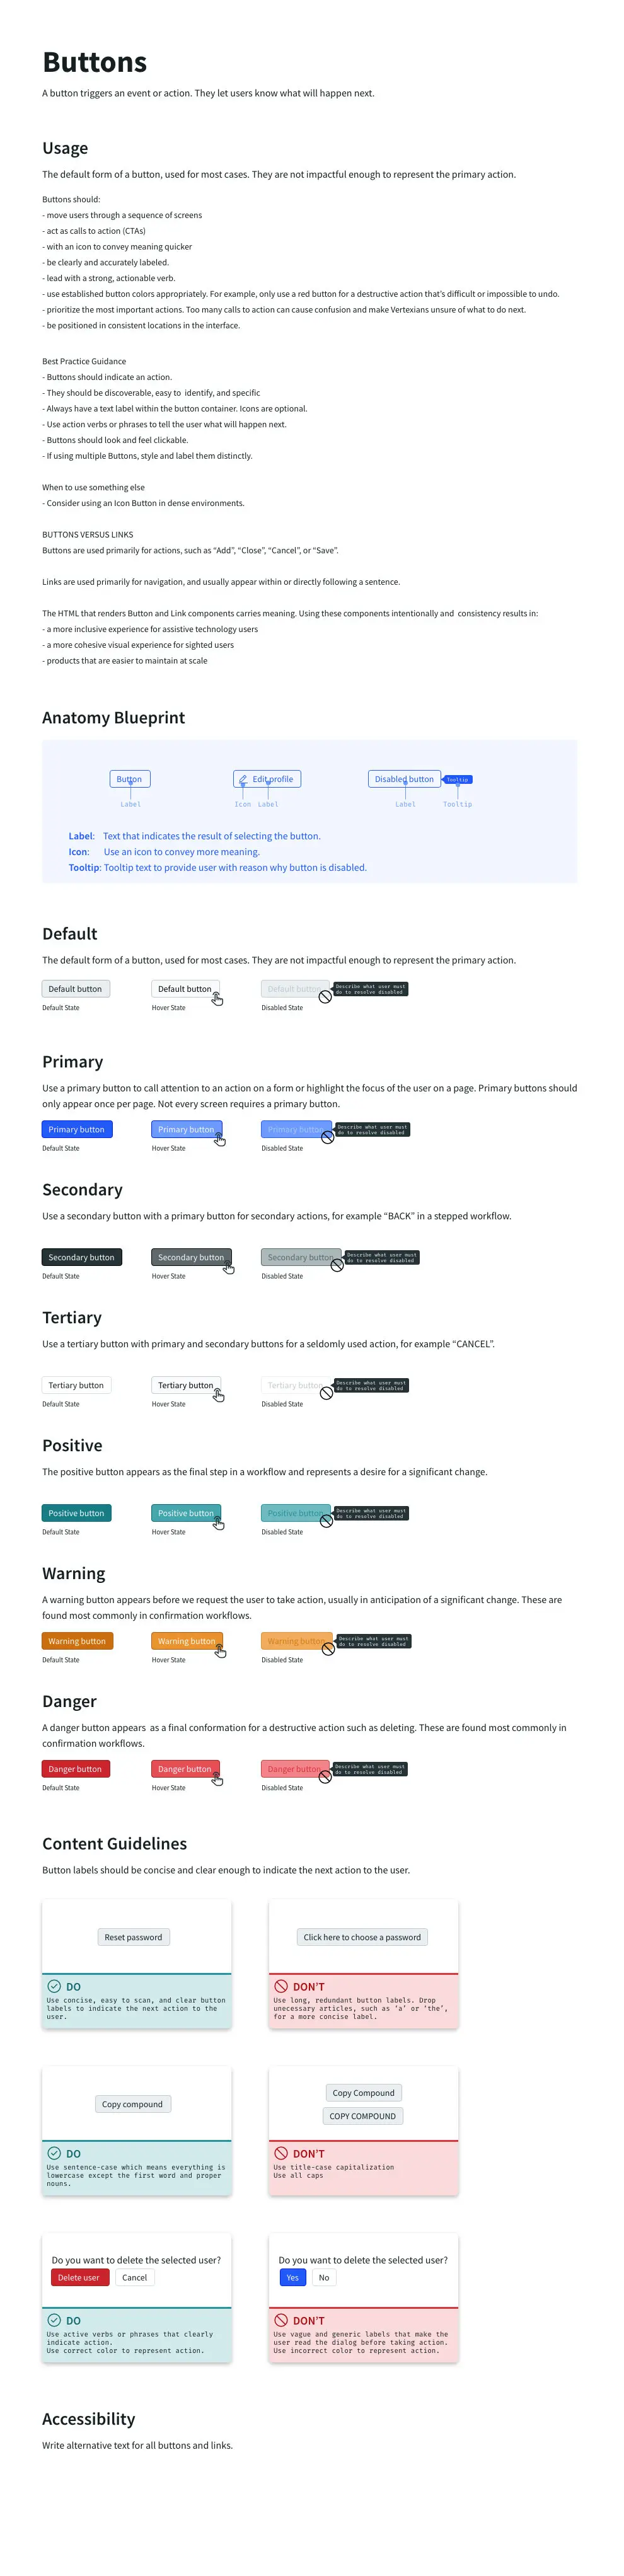 Buttons
A button triggers an event or action. They let users know what will happen next.
Usage
The default form of a button, used for most cases. They are not impactful enough to represent the primary action.
Buttons should:
- move users through a sequence of screens
- act as calls to action (CTAs)
- with an icon to convey meaning quicker
- be clearly and accurately labeled.
- lead with a strong, actionable verb.
- use established button colors appropriately. For example, only use a red button for a destructive action that's difficult or impossible to undo.
- prioritize the most important actions. Too many calls to action can cause confusion and make Vertexians unsure of what to do next.
- be positioned in consistent locations in the interface.
Best Practice Guidance
- Buttons should indicate an action.
- They should be discoverable, easy to  identify, and specific
- Always have a text label within the button container. Icons are optional.
- Use action verbs or phrases to tell the user what will happen next.
- Buttons should look and feel clickable.
- If using multiple Buttons, style and label them distinctly.
When to use something else
- Consider using an Icon Button in dense environments.
BUTTONS VERSUS LINKS
Buttons are used primarily for actions, such as “Add”, “Close”, “Cancel”, or “Save”.
Links are used primarily for navigation, and usually appear within or directly following a sentence.
The HTML that renders Button and Link components carries meaning. Using these components intentionally and  consistency results in:
- a more inclusive experience for assistive technology users
- a more cohesive visual experience for sighted users
- products that are easier to maintain at scale
Anatomy Blueprint
Button Edit profile Disabled button Tooltip
Label Icon Label Label Tooltip
Label: Text that indicates the result of selecting the button.
Icon: Use an icon to convey more meaning.
Tooltip: Tooltip text to provide user with reason why button is disabled.
Default
The default form of a button, used for most cases. They are not impactful enough to represent the primary action.
Default button Default button Default button Describe what user must
do to resolve disabled
Default State Hover State Disabled State
Primary
Use a primary button to call attention to an action on a form or highlight the focus of the user on a page. Primary buttons should
only appear once per page. Not every screen requires a primary button.
Primary button Primary button Primary button Describe what user must
do to resolve disabled
Default State Hover State Disabled State
Secondary
Use a secondary button with a primary button for secondary actions, for example “BACK” in a stepped workflow.
Secondary button Secondary button Secondary button Describe what user must
do to resolve disabled
Default State Hover State Disabled State
Tertiary
Use a tertiary button with primary and secondary buttons for a seldomly used action, for example “CANCEL”.
Tertiary button Tertiary button Tertiary button Describe what user must
do to resolve disabled
Default State Hover State Disabled State
Positive
The positive button appears as the final step in a workflow and represents a desire for a significant change.
Positive button Positive button Positive button Describe what user must
do to resolve disabled
Default State Hover State Disabled State
Warning
A warning button appears before we request the user to take action, usually in anticipation of a significant change. These are
found most commonly in confirmation workflows.
Warning button Warning button Warning button Describe what user must
do to resolve disabled
Default State Hover State Disabled State
Danger
A danger button appears  as a final conformation for a destructive action such as deleting. These are found most commonly in
confirmation workflows.
Danger button Danger button Danger button Describe what user must
do to resolve disabled
Default State Hover State Disabled State
Content Guidelines
Button labels should be concise and clear enough to indicate the next action to the user.
Reset password
DO
Use concise, easy to scan, and clear button
labels to indicate the next action to the
user.
Click here to choose a password
DON'T
Use long, redundant button labels. Drop
unecessary articles, such as 'a' or 'the',
for a more concise label.
Copy compound
DO
Use sentence-case which means everything is
lowercase except the first word and proper
nouns.
Copy Compound
COPY COMPOUND
DON'T
Use title-case capitalization
Use all caps
Do you want to delete the selected user?
Delete user Cancel
DO
Use active verbs or phrases that clearly
indicate action.
Use correct color to represent action.
Do you want to delete the selected user?
Yes No
DON'T
Use vague and generic labels that make the
user read the dialog before taking action.
Use incorrect color to represent action.
Accessibility
Write alternative text for all buttons and links.